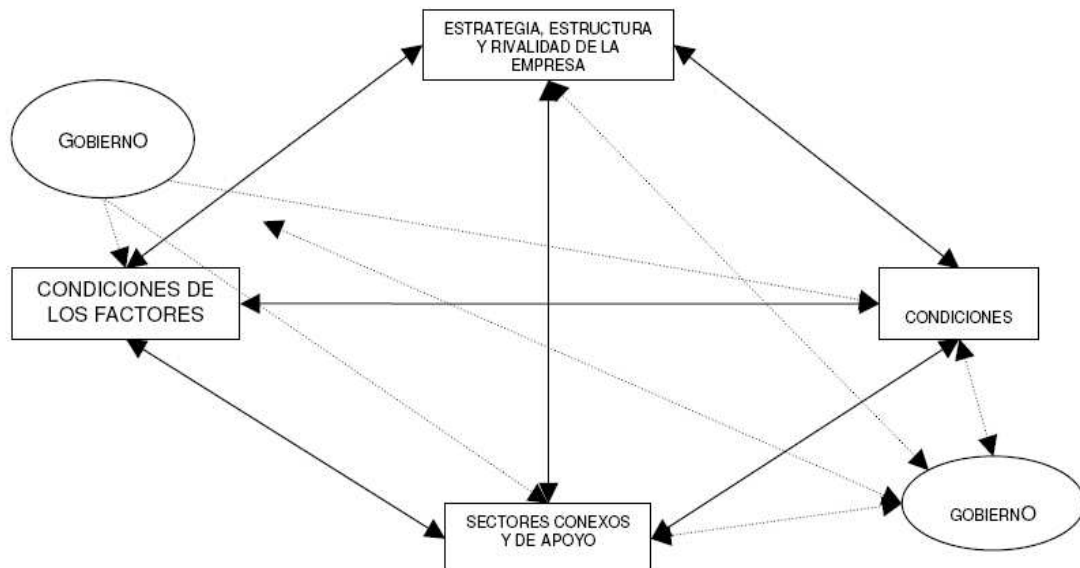 ESTRATEGIA, ESTRUCTURA
Y RIVALIDAD DE LA
EMPRESA
GOBIERNO
CONDICIONES DE
LOS FACTORES
CONDICIONES
GOBIERNO
SECTORES CONEXOS
Y DE APOYO